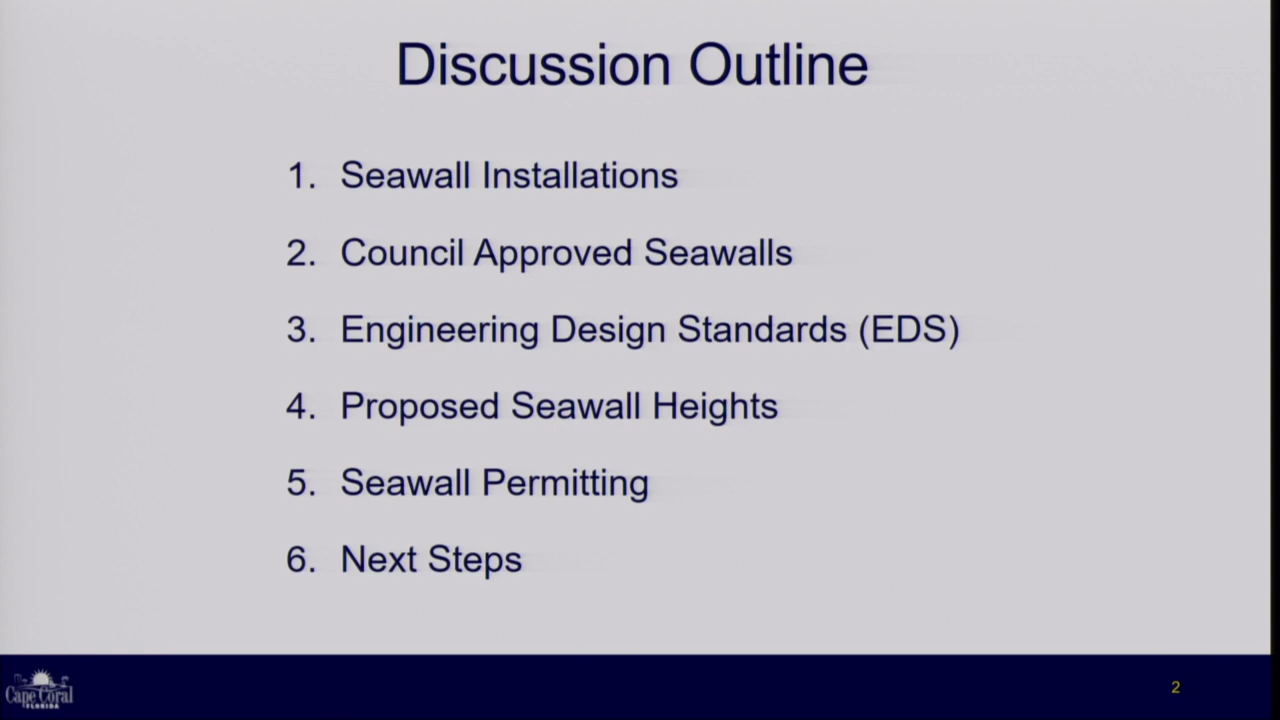 Discussion Outline
1. Seawall Installations
2. Council Approved Seawalls
3. Engineering Design Standards (EDS)
4. Proposed Seawall Heights
5. Seawall Permitting
6. Next Steps
Cape Coral
FLORIDA
2